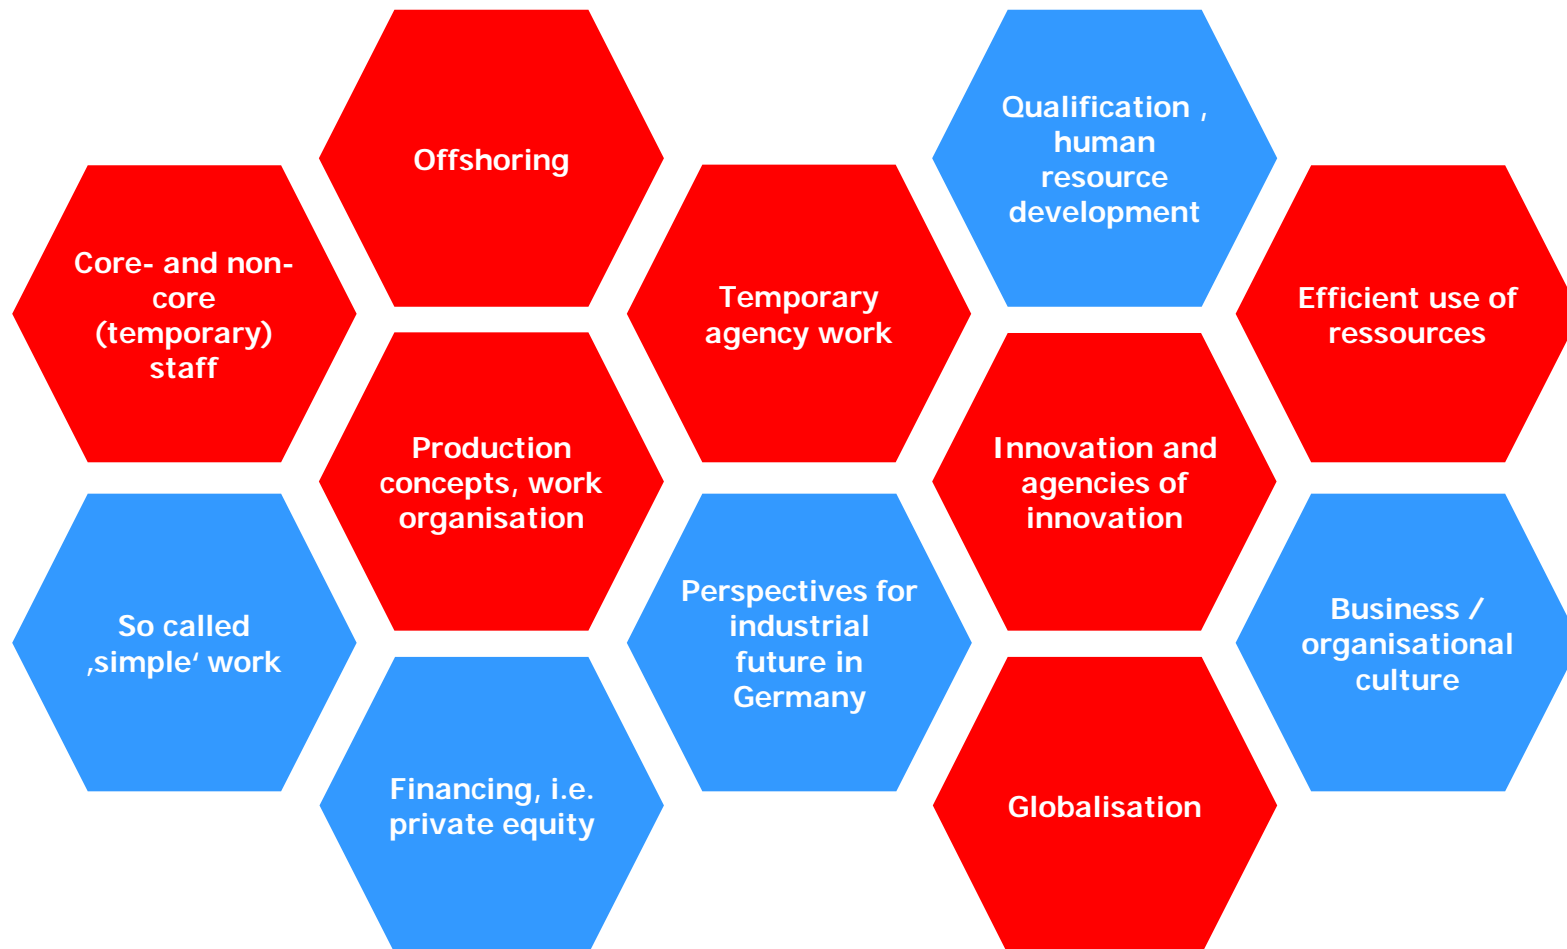 Offshoring
Qualification ,
human
resource
development
Core- and non-
core
(temporary)
staff
Temporary
agency work
Efficient use of
ressources
Production
concepts, work
organisation
Innovation and
agencies of
innovation
So called
‚simple‘ work
Perspectives for
industrial
future in
Germany
Business /
organisational
culture
Financing, i.e.
private equity
Globalisation